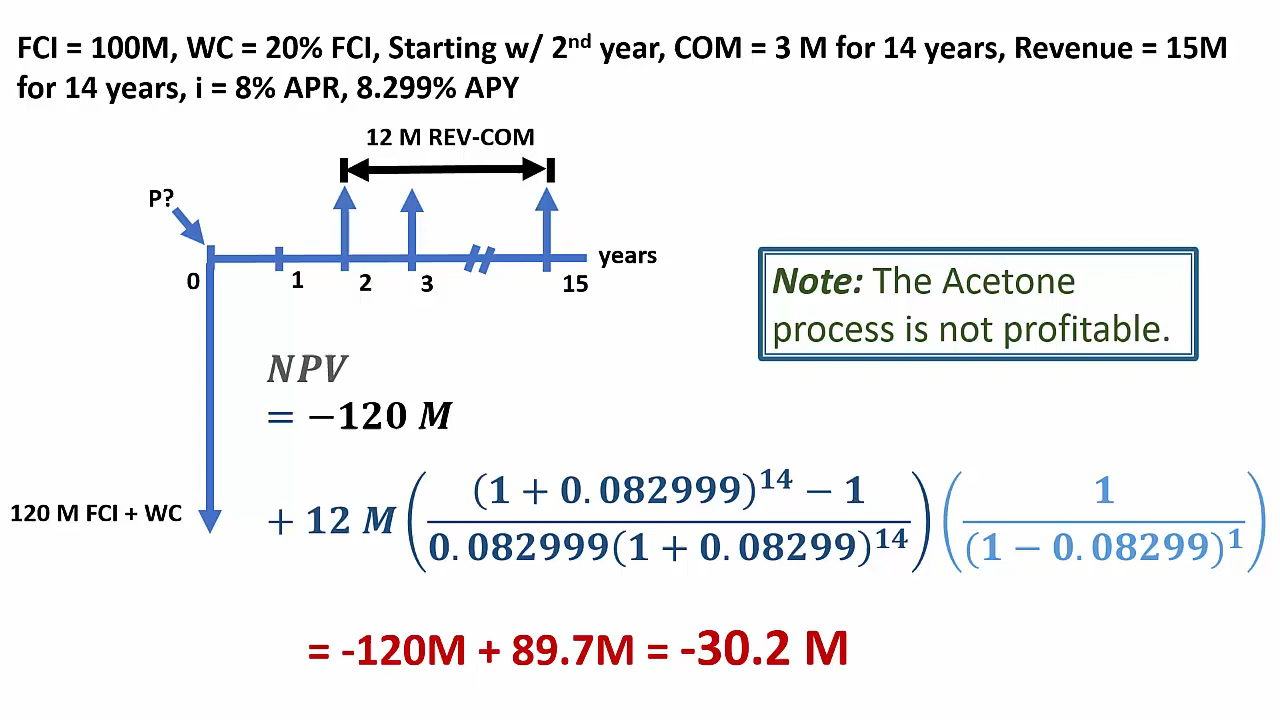 FCI = 100M, WC = 20% FCI, Starting w/ 2nd year, COM = 3 M for 14 years, Revenue = 15M
for 14 years, i = 8% APR, 8.299% APY
12 M REV-COM
P?
years
0 1 2 3 15
Note: The Acetone
process is not profitable.
NPV
= −120 M
120 M FCI + WC
+ 12 M ( (1 + 0.082999)^14 − 1 / 0.082999(1 + 0.08299)^14 ) ( 1 / (1 − 0.08299)^1 )
= -120M + 89.7M = -30.2 M